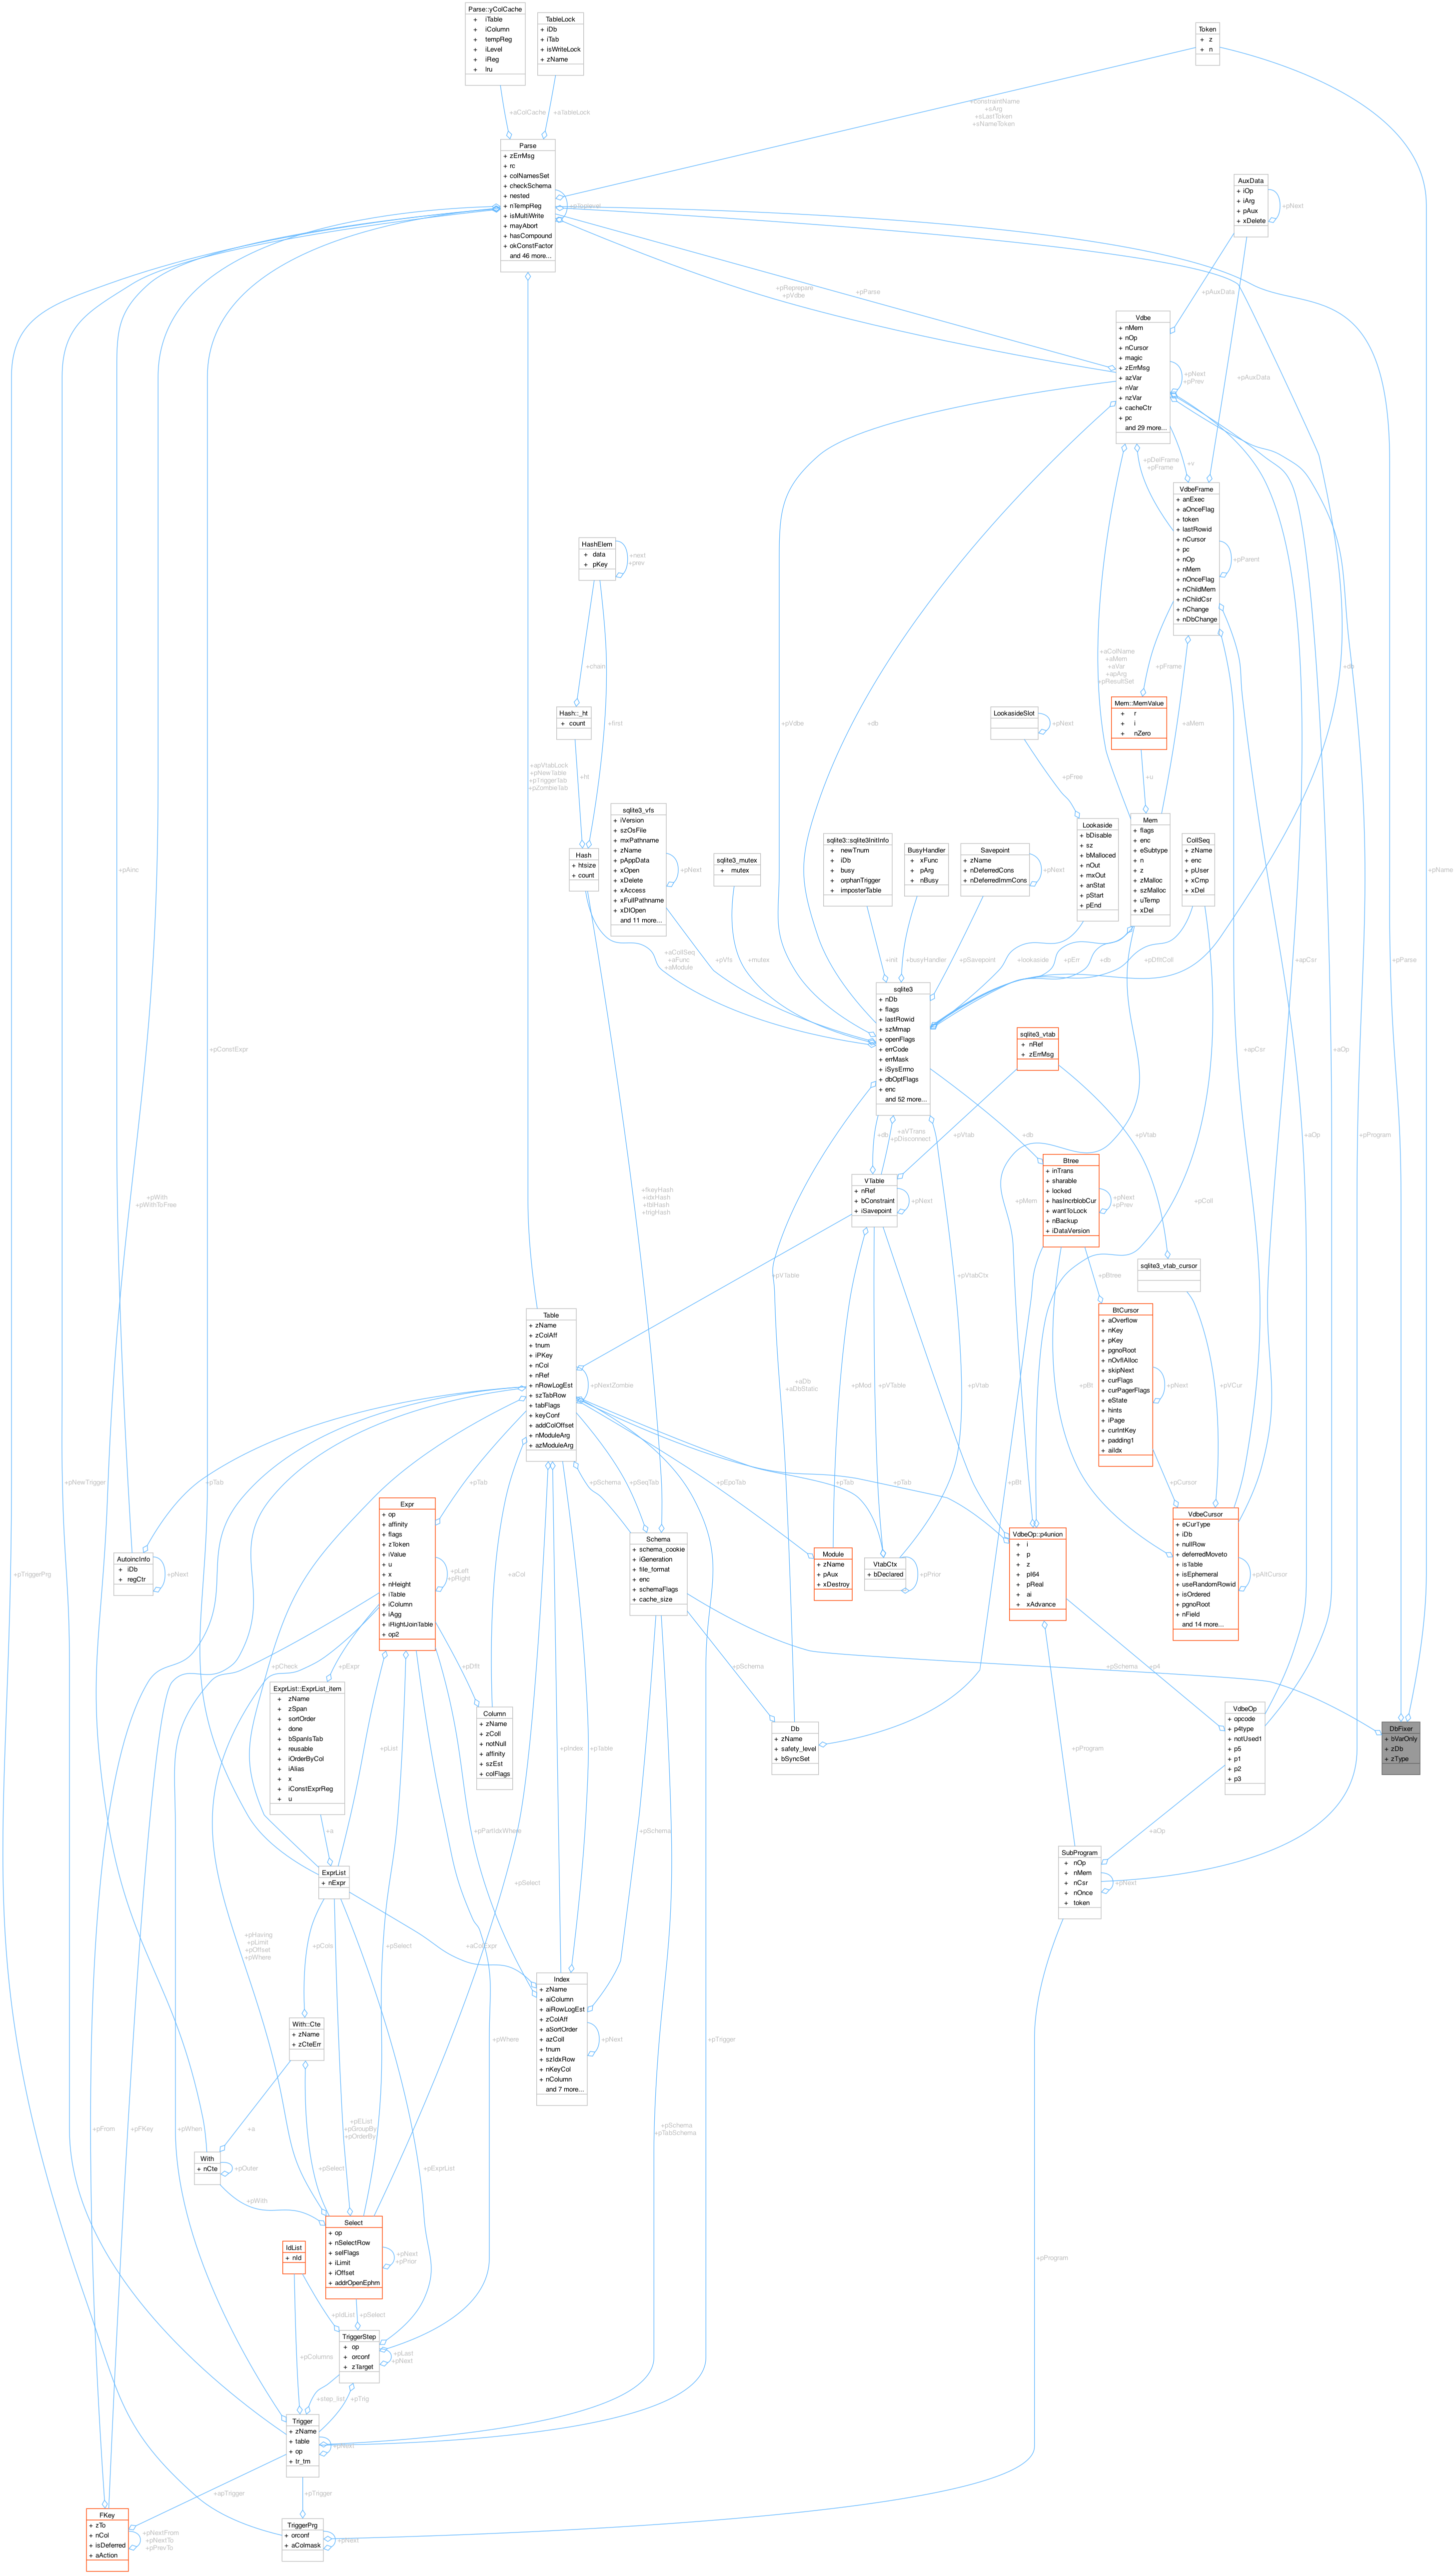 Parse::yColCache
+ iTable
+ iColumn
+ tempReg
+ iLevel
+ iReg
+ lru
TableLock
+ iDb
+ iTab
+ isWriteLock
+ zName
Token
+ z
+ n
+aColCache
+aTableLock
+constraintName
+sArg
+sLastToken
+sNameToken
Parse
+ zErrMsg
+ rc
+ colNamesSet
+ checkSchema
+ nested
+ nTempReg
+ isMultiWrite
+ mayAbort
+ hasCompound
+ okConstFactor
and 46 more...
+pToplevel
AuxData
+ iOp
+ iArg
+ pAux
+ xDelete
+pNext
+pReprepare
+pVdbe
+pParse
+pAuxData
+pAuxData
Vdbe
+ nMem
+ nOp
+ nCursor
+ magic
+ zErrMsg
+ azVar
+ nVar
+ nzVar
+ cacheCtr
+ pc
and 29 more...
+pNext
+pPrev
+pName
+pDelFrame
+pFrame
+v
VdbeFrame
+ anExec
+ aOnceFlag
+ token
+ lastRowid
+ nCursor
+ pc
+ nOp
+ nMem
+ nOnceFlag
+ nChildMem
+ nChildCsr
+ nChange
+ nDbChange
+pParent
HashElem
+ data
+ pKey
+next
+prev
+chain
+first
+aColName
+aMem
+aVar
+apArg
+pResultSet
+pFrame
+aMem
+db
Hash::_ht
+ count
+ht
Mem::MemValue
+ r
+ i
+ nZero
+u
LookasideSlot
+pNext
+pFree
+pVdbe
+db
+apVtabLock
+pNewTable
+pTriggerTab
+pZombieTab
+apCsr
+pParse
sqlite3_vfs
+ iVersion
+ szOsFile
+ mxPathname
+ zName
+ pAppData
+ xOpen
+ xDelete
+ xAccess
+ xFullPathname
+ xDlOpen
and 11 more...
+pNext
Hash
+ htsize
+ count
sqlite3_mutex
+ mutex
sqlite3::sqlite3InitInfo
+ newTnum
+ iDb
+ busy
+ orphanTrigger
+ imposterTable
BusyHandler
+ xFunc
+ pArg
+ nBusy
Savepoint
+ zName
+ nDeferredCons
+ nDeferredImmCons
+pNext
Lookaside
+ bDisable
+ sz
+ bMalloced
+ nOut
+ mxOut
+ anStat
+ pStart
+ pEnd
Mem
+ flags
+ enc
+ eSubtype
+ n
+ z
+ zMalloc
+ szMalloc
+ uTemp
+ xDel
CollSeq
+ zName
+ enc
+ pUser
+ xCmp
+ xDel
+pAinc
+aCollSeq
+aFunc
+aModule
+pVfs
+mutex
+init
+busyHandler
+pSavepoint
+lookaside
+pErr
+db
+pDfltColl
sqlite3
+ nDb
+ flags
+ lastRowid
+ szMmap
+ openFlags
+ errCode
+ errMask
+ iSysErrno
+ dbOptFlags
+ enc
and 52 more...
sqlite3_vtab
+ nRef
+ zErrMsg
+pConstExpr
+apCsr
+aOp
+aOp
+pProgram
+db
+aVTrans
+pDisconnect
+pVtab
+db
+pVtab
Btree
+ inTrans
+ sharable
+ locked
+ hasIncrblobCur
+ wantToLock
+ nBackup
+ iDataVersion
+pNext
+pPrev
VTable
+ nRef
+ bConstraint
+ iSavepoint
+pNext
+pWith
+pWithToFree
+fkeyHash
+idxHash
+tblHash
+trigHash
+pMem
+pColl
+pVTable
+pVtabCtx
+pBtree
sqlite3_vtab_cursor
Table
+ zName
+ zColAff
+ tnum
+ iPKey
+ nCol
+ nRef
+ nRowLogEst
+ szTabRow
+ tabFlags
+ keyConf
+ addColOffset
+ nModuleArg
+ azModuleArg
+pNextZombie
+aDb
+aDbStatic
+pMod
+pVTable
+pVtab
BtCursor
+ aOverflow
+ nKey
+ pKey
+ pgnoRoot
+ nOvflAlloc
+ skipNext
+ curFlags
+ curPagerFlags
+ eState
+ hints
+ iPage
+ curIntKey
+ padding1
+ aiIdx
+pNext
+pBt
+pVCur
+pNewTrigger
+pTab
+pTab
+pSchema
+pSeqTab
+pEpoTab
+pTab
+pTab
+pBt
+pCursor
Expr
+ op
+ affinity
+ flags
+ zToken
+ iValue
+ u
+ x
+ nHeight
+ iTable
+ iColumn
+ iAgg
+ iRightJoinTable
+ op2
+pLeft
+pRight
VdbeCursor
+ eCurType
+ iDb
+ nullRow
+ deferredMoveto
+ isTable
+ isEphemeral
+ useRandomRowid
+ isOrdered
+ pgnoRoot
+ nField
and 14 more...
+pAltCursor
AutoincInfo
+ iDb
+ regCtr
+pNext
+pTriggerPrg
+aCol
Schema
+ schema_cookie
+ iGeneration
+ file_format
+ enc
+ schemaFlags
+ cache_size
Module
+ zName
+ pAux
+ xDestroy
VtabCtx
+ bDeclared
+pPrior
VdbeOp::p4union
+ i
+ p
+ z
+ pI64
+ pReal
+ ai
+ xAdvance
+pCheck
+pExpr
+pDflt
+pSchema
+pSchema
+p4
ExprList::ExprList_item
+ zName
+ zSpan
+ sortOrder
+ done
+ bSpanIsTab
+ reusable
+ iOrderByCol
+ iAlias
+ x
+ iConstExprReg
+ u
Column
+ zName
+ zColl
+ notNull
+ affinity
+ szEst
+ colFlags
+pList
+pIndex
+pTable
Db
+ zName
+ safety_level
+ bSyncSet
+pProgram
VdbeOp
+ opcode
+ p4type
+ notUsed1
+ p5
+ p1
+ p2
+ p3
DbFixer
+ bVarOnly
+ zDb
+ zType
+a
+pPartIdxWhere
+pSchema
+aOp
SubProgram
+ nOp
+ nMem
+ nCsr
+ nOnce
+ token
+pNext
ExprList
+ nExpr
+pSelect
+pHaving
+pLimit
+pOffset
+pWhere
+pCols
+pSelect
+aColExpr
Index
+ zName
+ aiColumn
+ aiRowLogEst
+ zColAff
+ aSortOrder
+ azColl
+ tnum
+ szIdxRow
+ nKeyCol
+ nColumn
and 7 more...
+pNext
With::Cte
+ zName
+ zCteErr
+pWhere
+pTrigger
+pFrom
+pFKey
+pWhen
+a
+pEList
+pGroupBy
+pOrderBy
+pSchema
+pTabSchema
With
+ nCte
+pOuter
+pSelect
+pExprList
+pWith
Select
+ op
+ nSelectRow
+ selFlags
+ iLimit
+ iOffset
+ addrOpenEphm
+pNext
+pPrior
IdList
+ nId
+pProgram
+pIdList
+pSelect
TriggerStep
+ op
+ orconf
+ zTarget
+pLast
+pNext
+pColumns
+step_list
+pTrig
Trigger
+ zName
+ table
+ op
+ tr_tm
+pNext
+apTrigger
+pTrigger
FKey
+ zTo
+ nCol
+ isDeferred
+ aAction
+pNextFrom
+pNextTo
+pPrevTo
TriggerPrg
+ orconf
+ aColmask
+pNext